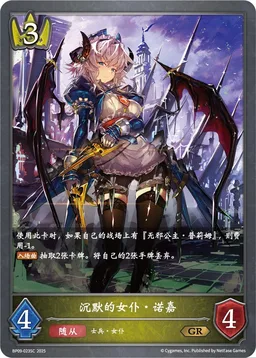 3
使用此卡时，如果自己的战场上有『无邪公主·普莉姆』，则费
用-1。
入场曲 抽取2张卡牌。将自己的2张手牌丢弃。
沉默的女仆·诺嘉
4
随从
士兵·女仆
GR
4
© Cygames, Inc. Published by NetEase Games